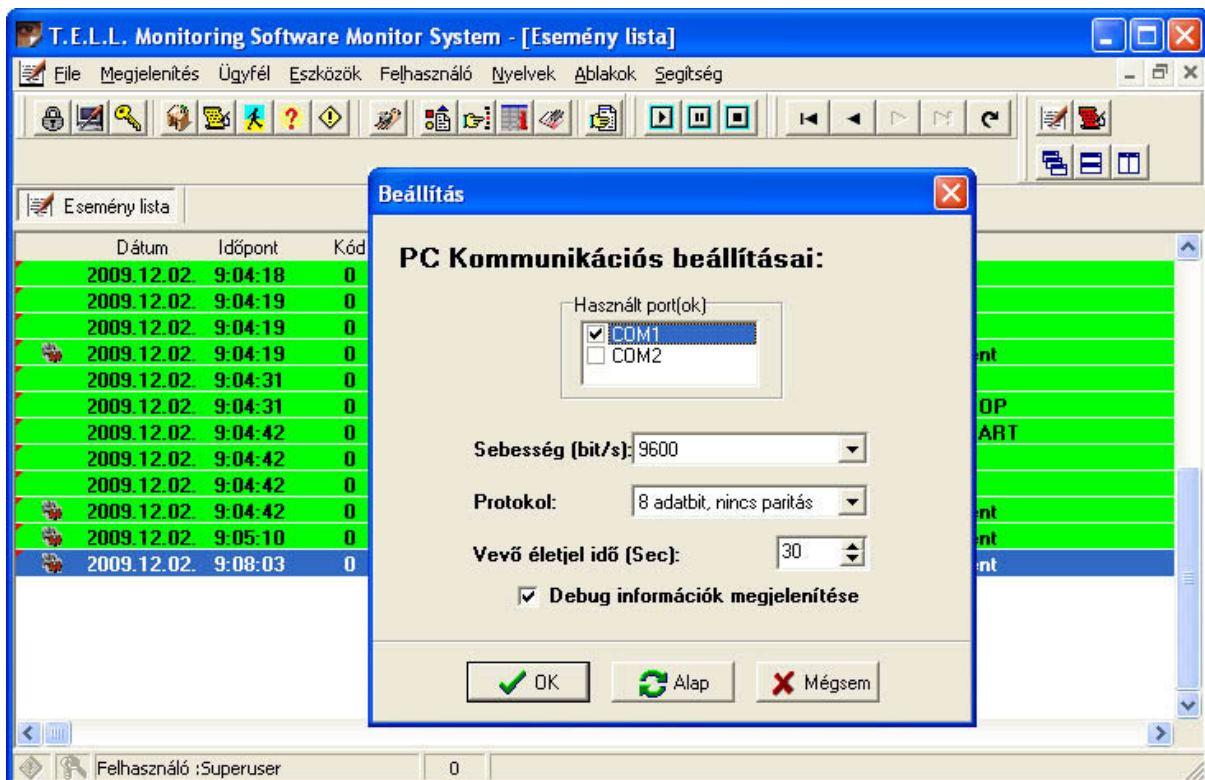 T.E.L.L. Monitoring Software Monitor System - [Esemény lista]
File Megjelenítés Ügyfél Eszközök Felhasználó Nyelvek Ablakok Segítség
Esemény lista
Dátum Időpont Kód
2009.12.02. 9:04:18 0
2009.12.02. 9:04:19 0
2009.12.02. 9:04:19 0
2009.12.02. 9:04:19 0 ent
2009.12.02. 9:04:31 0
2009.12.02. 9:04:31 0 OP
2009.12.02. 9:04:42 0 ART
2009.12.02. 9:04:42 0
2009.12.02. 9:04:42 0
2009.12.02. 9:04:42 0 ent
2009.12.02. 9:05:10 0 ent
2009.12.02. 9:08:03 0 ent
Beállítás
PC Kommunikációs beállításai:
Használt port(ok)
COM1
COM2
Sebesség (bit/s): 9600
Protokol: 8 adatbit, nincs paritás
Vevő életjel idő (Sec): 30
Debug információk megjelenítése
OK Alap Mégsem
Felhasználó :Superuser 0